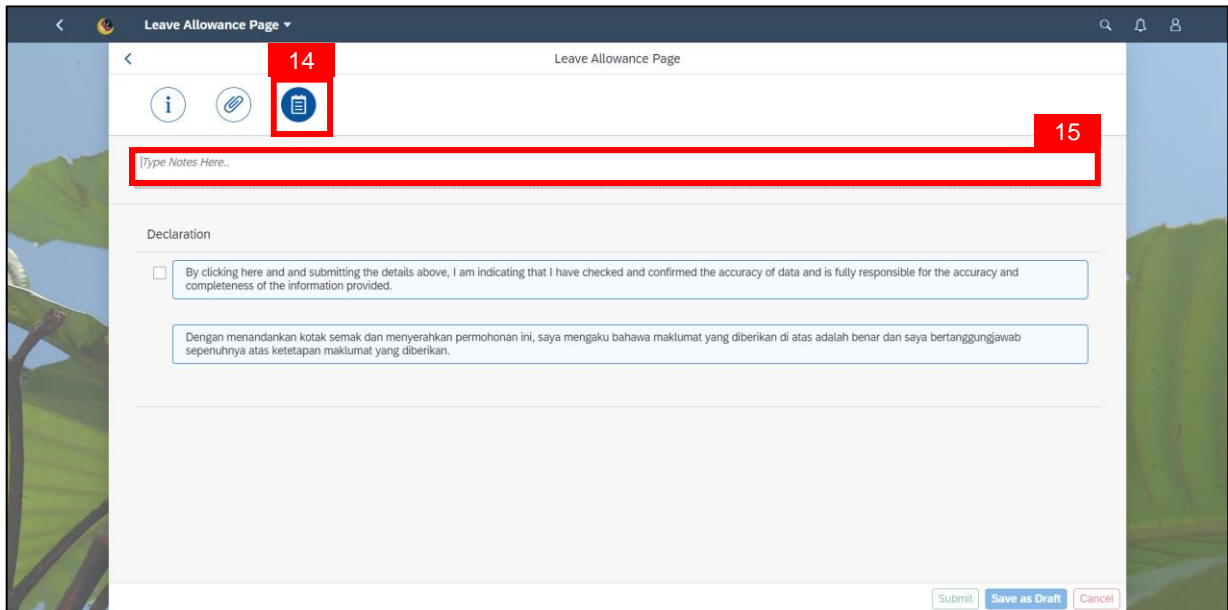 Leave Allowance Page
14
Leave Allowance Page
i
15
Type Notes Here..
Declaration
By clicking here and and submitting the details above, I am indicating that I have checked and confirmed the accuracy of data and is fully responsible for the accuracy and
completeness of the information provided.
Dengan menandankan kotak semak dan menyerahkan permohonan ini, saya mengaku bahawa maklumat yang diberikan di atas adalah benar dan saya bertanggungjawab
sepenuhnya atas ketetapan maklumat yang diberikan.
Submit Save as Draft Cancel